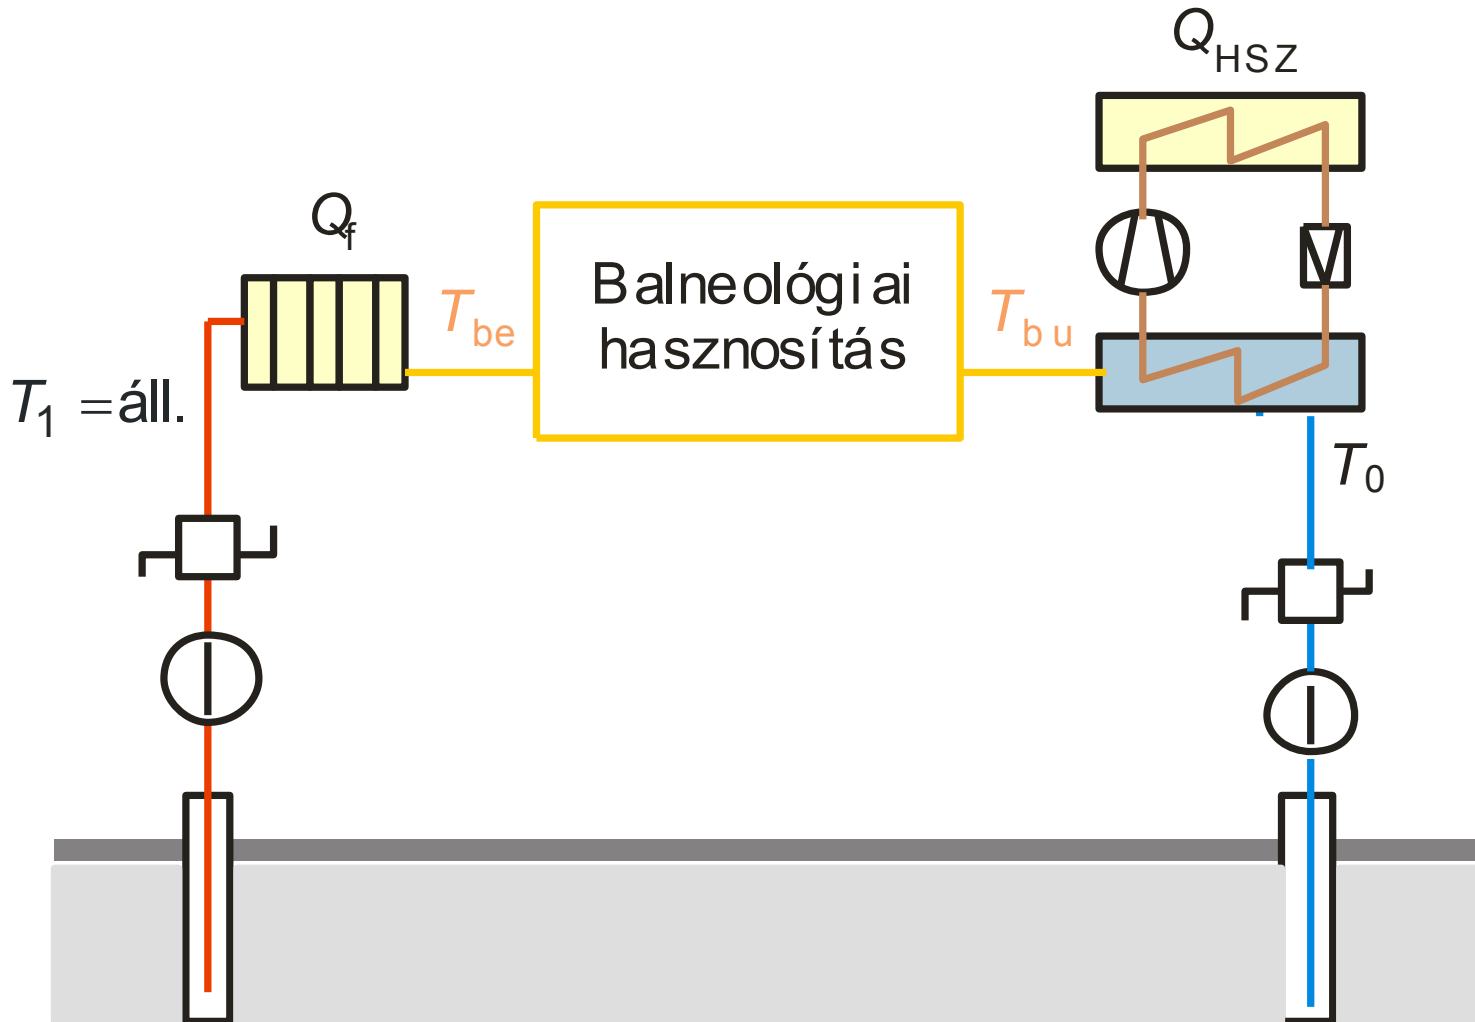 Q_HSZ
Q_f
T_be
Balneológiai
hasznosítás
T_bu
T_1 = áll.
T_0